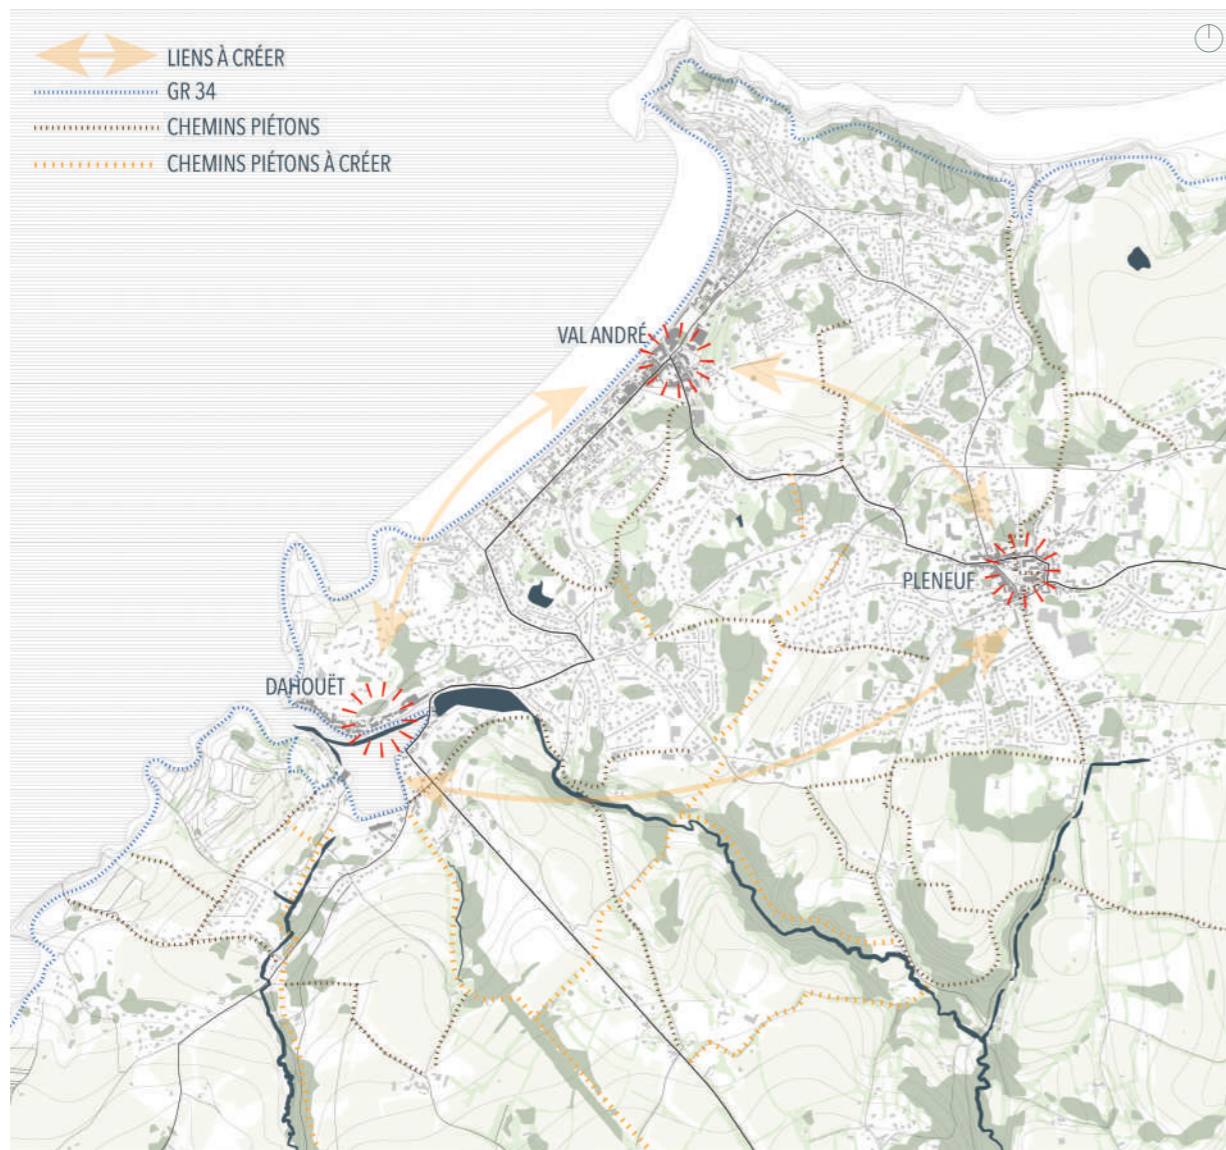 LIENS À CRÉER
GR 34
CHEMINS PIÉTONS
CHEMINS PIÉTONS À CRÉER
VAL ANDRÉ
PLENEUF
DAHOUËT